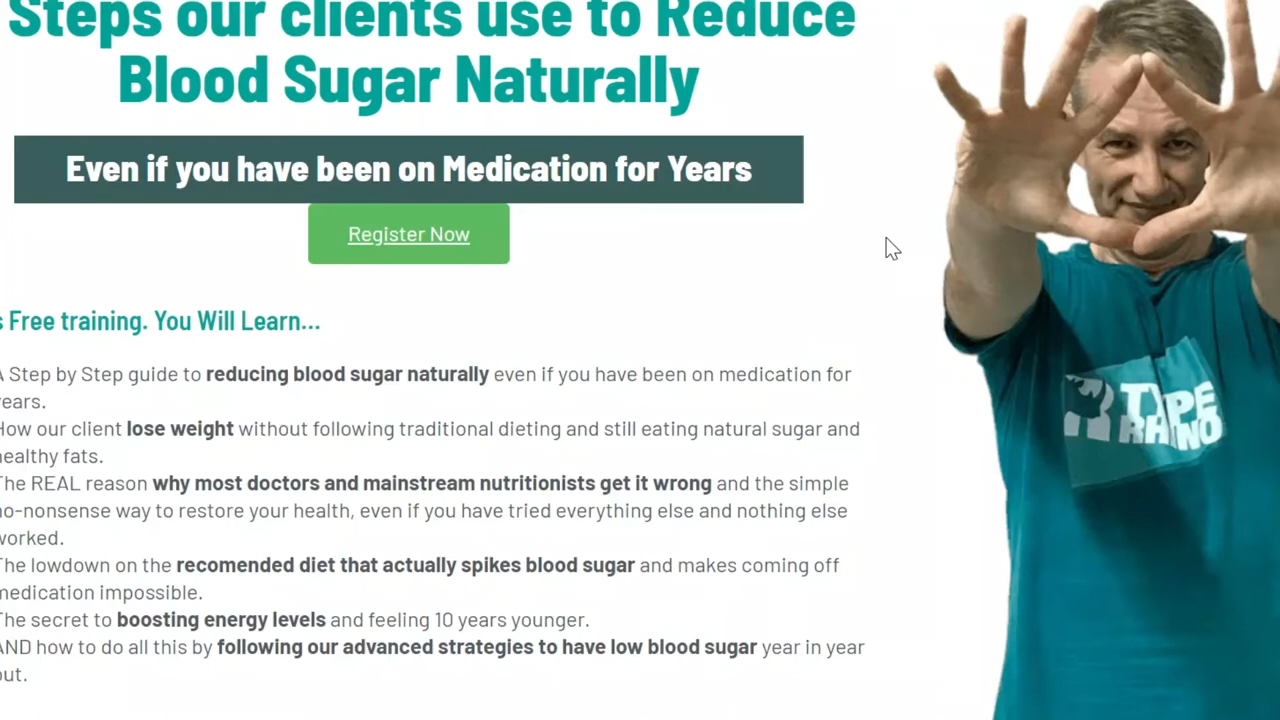 Steps our clients use to Reduce
Blood Sugar Naturally
Even if you have been on Medication for Years
Register Now
Free training. You Will Learn...
A Step by Step guide to reducing blood sugar naturally even if you have been on medication for
years.
How our client lose weight without following traditional dieting and still eating natural sugar and
healthy fats.
The REAL reason why most doctors and mainstream nutritionists get it wrong and the simple
no-nonsense way to restore your health, even if you have tried everything else and nothing else
worked.
The lowdown on the recomended diet that actually spikes blood sugar and makes coming off
medication impossible.
The secret to boosting energy levels and feeling 10 years younger.
AND how to do all this by following our advanced strategies to have low blood sugar year in year
out.
TYPE
RHINO